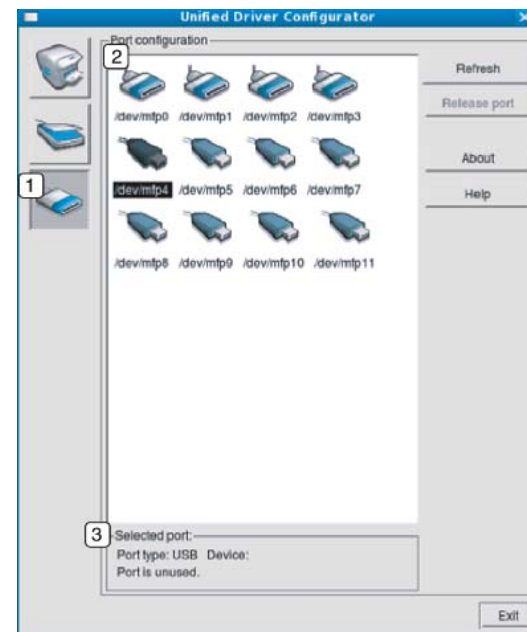 Unified Driver Configurator
Port configuration
1
2
3
/dev/mfp0 /dev/mfp1 /dev/mfp2 /dev/mfp3
/dev/mfp4 /dev/mfp5 /dev/mfp6 /dev/mfp7
/dev/mfp8 /dev/mfp9 /dev/mfp10 /dev/mfp11
Refresh
Release port
About
Help
Selected port:
Port type: USB Device:
Port is unused.
Exit